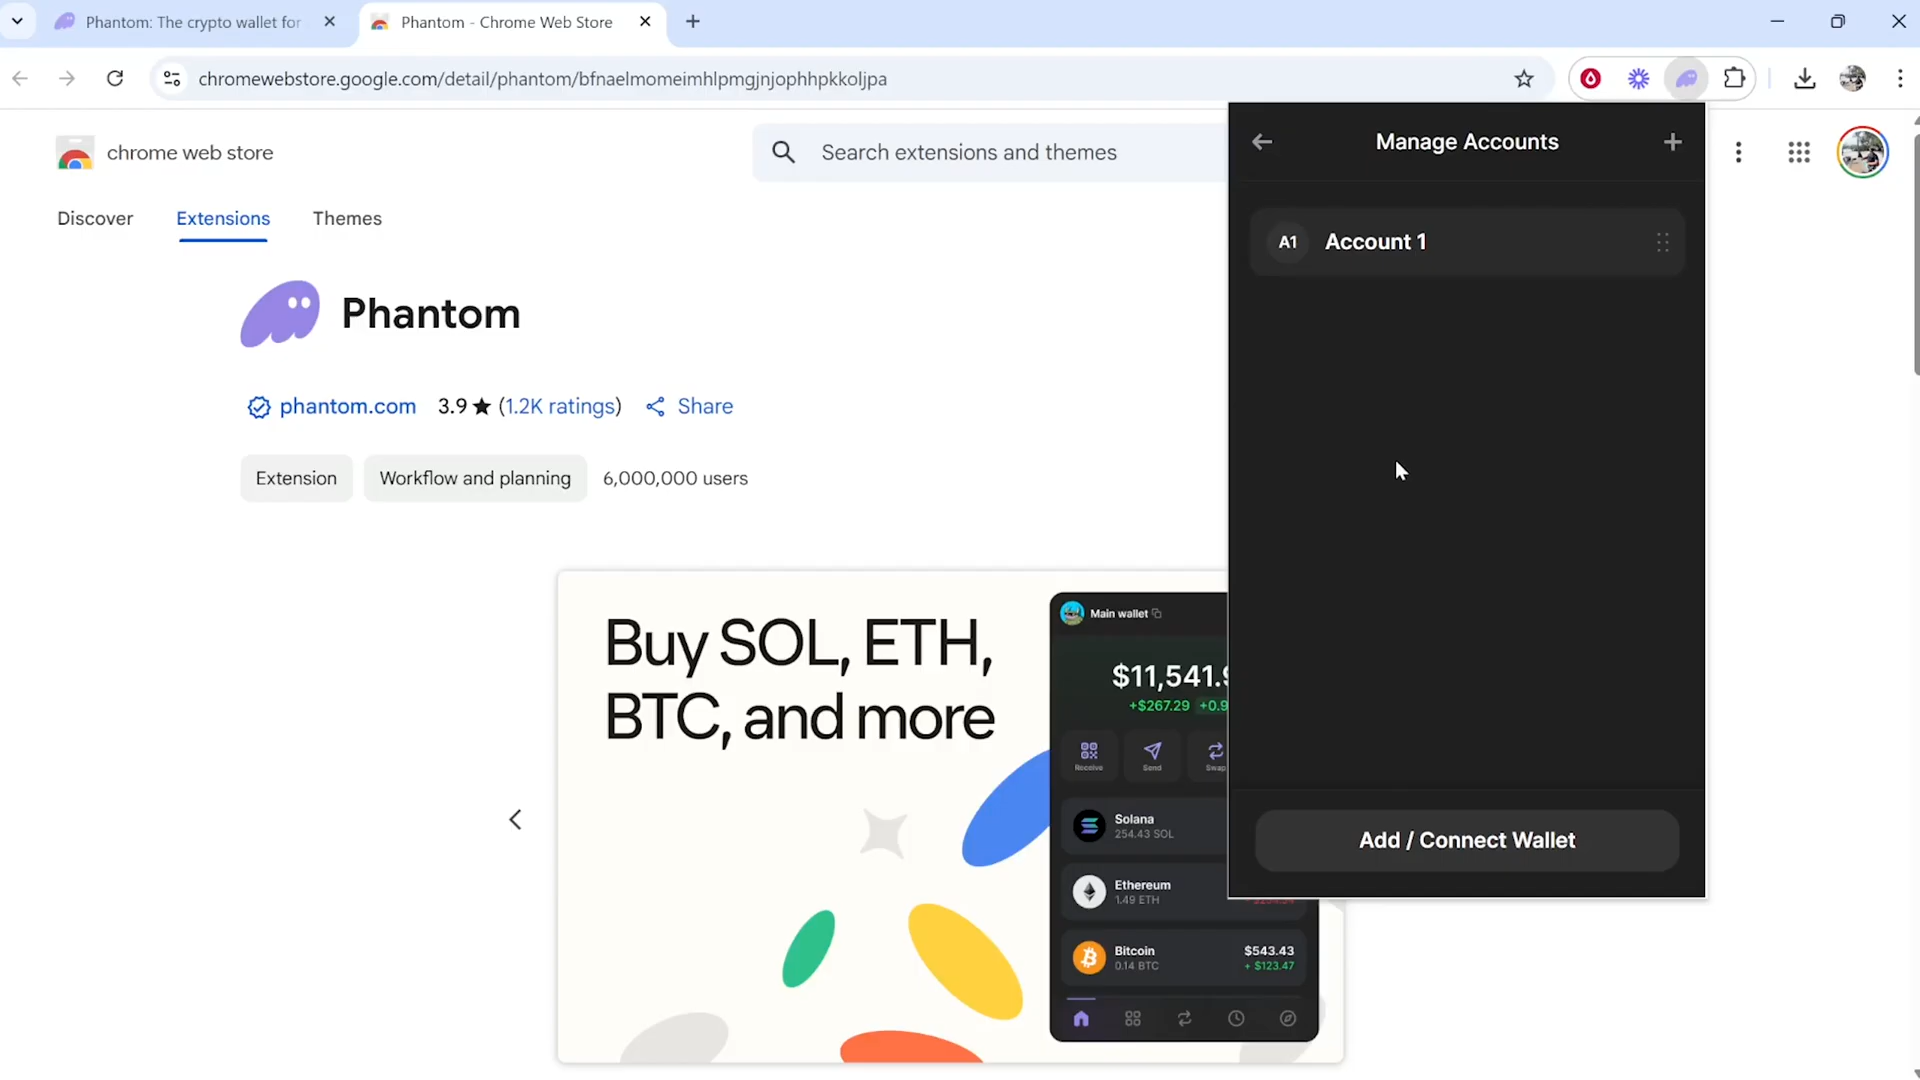 Phantom: The crypto wallet for
Phantom - Chrome Web Store
chromewebstore.google.com/detail/phantom/bfnaelmomeimhlpmgjnjophhpkkoljpa
chrome web store
Search extensions and themes
Discover
Extensions
Themes
Phantom
phantom.com
3.9 ★ (1.2K ratings)
Share
Extension
Workflow and planning
6,000,000 users
Buy SOL, ETH,
BTC, and more
Main wallet
$11,541.9
+$267.29 +0.9
Receive
Send
Swap
Solana
254.43 SOL
Ethereum
1.49 ETH
Bitcoin
$543.43
0.14 BTC
+ $123.47
Manage Accounts
A1
Account 1
Add / Connect Wallet